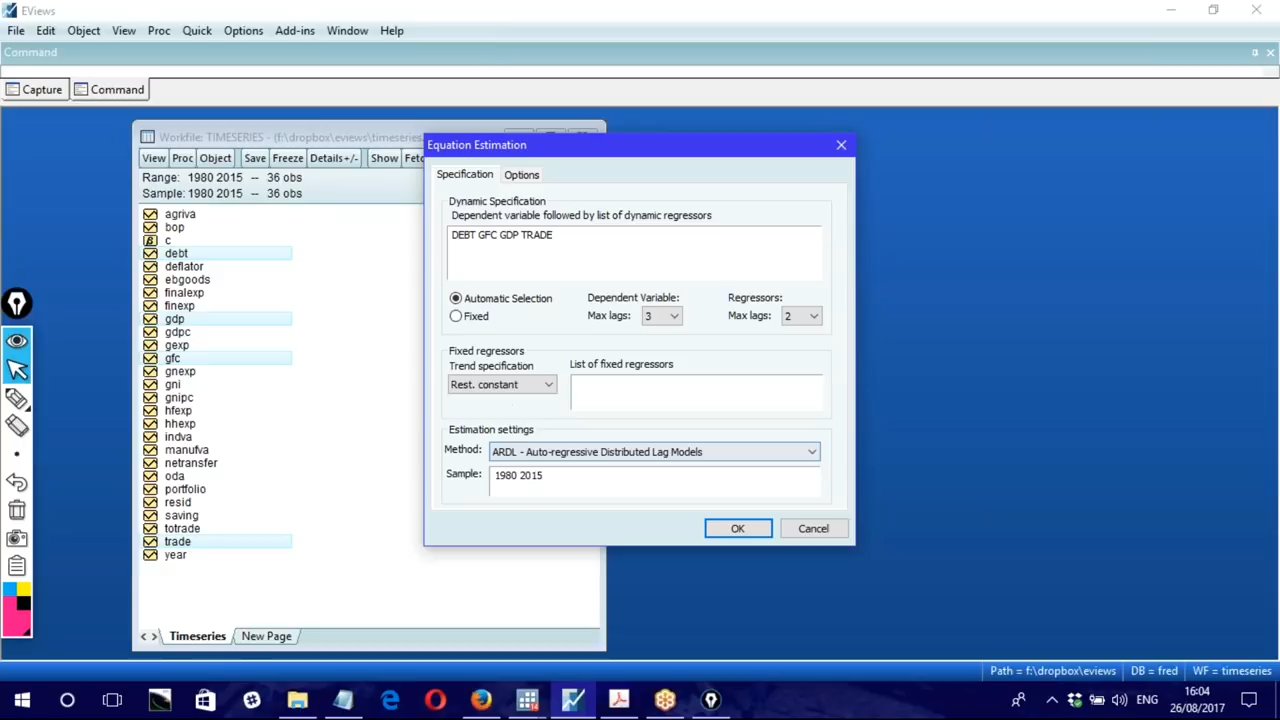 EViews
File Edit Object View Proc Quick Options Add-ins Window Help
Command
Capture Command
Workfile: TIMESERIES - (f:\dropbox\eviews\timeseries.
View Proc Object Save Freeze Details+/- Show Fet
Range: 1980 2015 -- 36 obs
Sample: 1980 2015 -- 36 obs
agriva
bop
c
debt
deflator
ebgoods
finalexp
finexp
gdp
gdpc
gexp
gfc
gnexp
gni
gnipc
hfexp
hhexp
indva
manufva
netransfer
oda
portfolio
resid
saving
totrade
trade
year
Timeseries New Page
Equation Estimation
Specification Options
Dynamic Specification
Dependent variable followed by list of dynamic regressors
DEBT GFC GDP TRADE
Automatic Selection Dependent Variable: Regressors:
Fixed Max lags: 3 Max lags: 2
Fixed regressors
Trend specification List of fixed regressors
Rest. constant
Estimation settings
Method: ARDL - Auto-regressive Distributed Lag Models
Sample: 1980 2015
OK Cancel
Path = f:\dropbox\eviews DB = fred WF = timeseries
ENG 16:04
26/08/2017